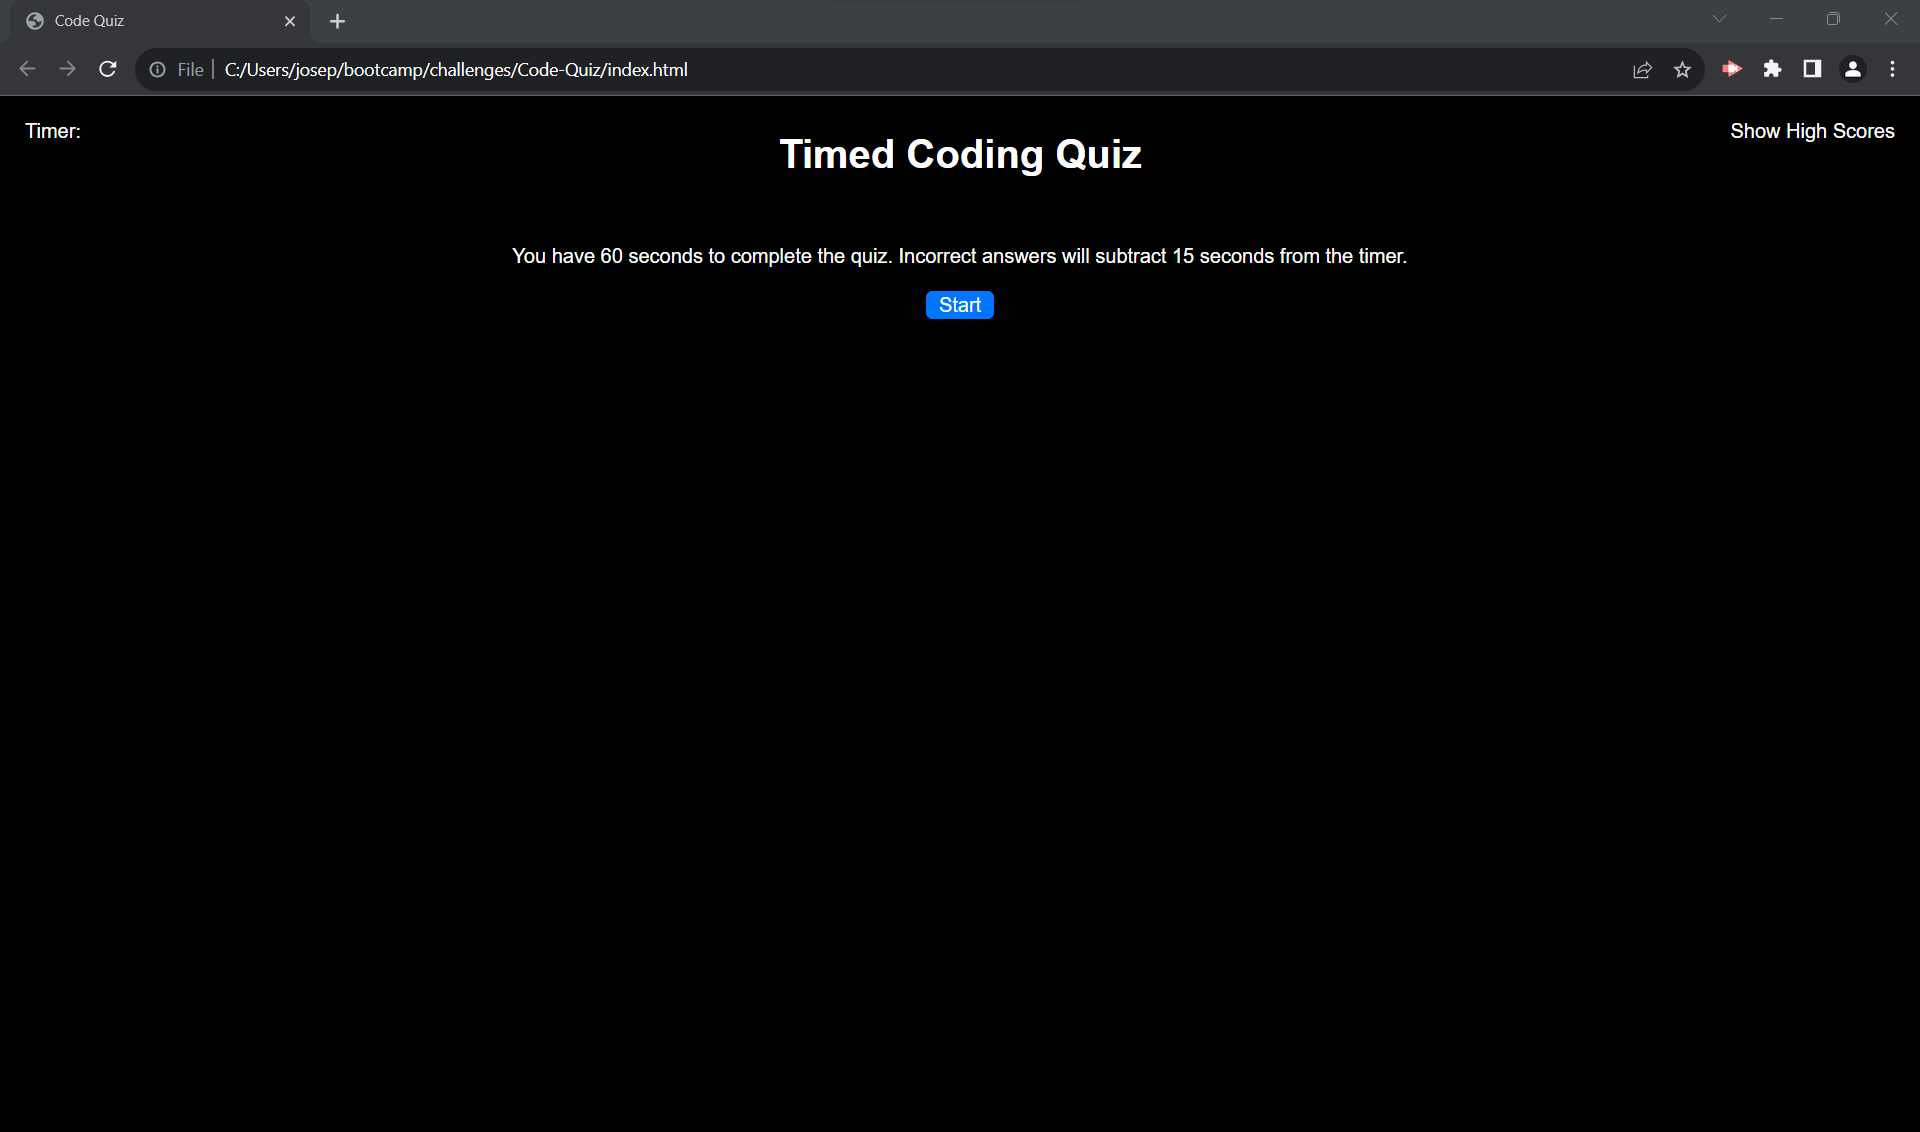 Code Quiz
File
C:/Users/josep/bootcamp/challenges/Code-Quiz/index.html
Timer:
Show High Scores
Timed Coding Quiz
You have 60 seconds to complete the quiz. Incorrect answers will subtract 15 seconds from the timer.
Start